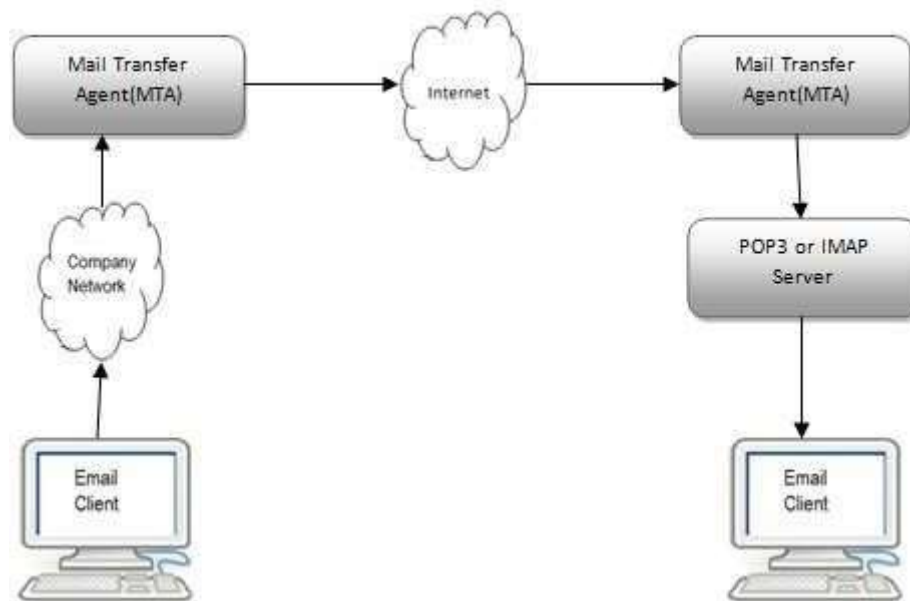 Mail Transfer
Agent(MTA)
Internet
Mail Transfer
Agent(MTA)
Company
Network
POP3 or IMAP
Server
Email
Client
Email
Client